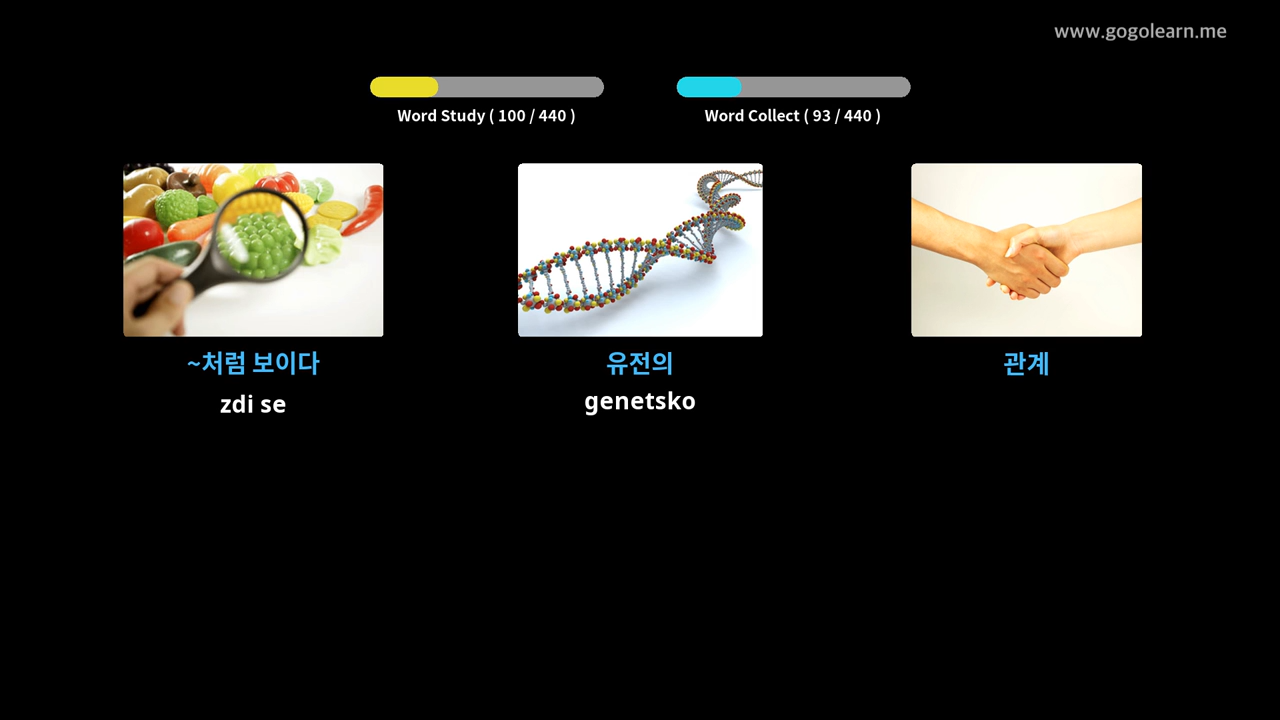 www.gogolearn.me
Word Study ( 100 / 440 )
Word Collect ( 93 / 440 )
~처럼 보이다
zdi se
유전의
genetsko
관계